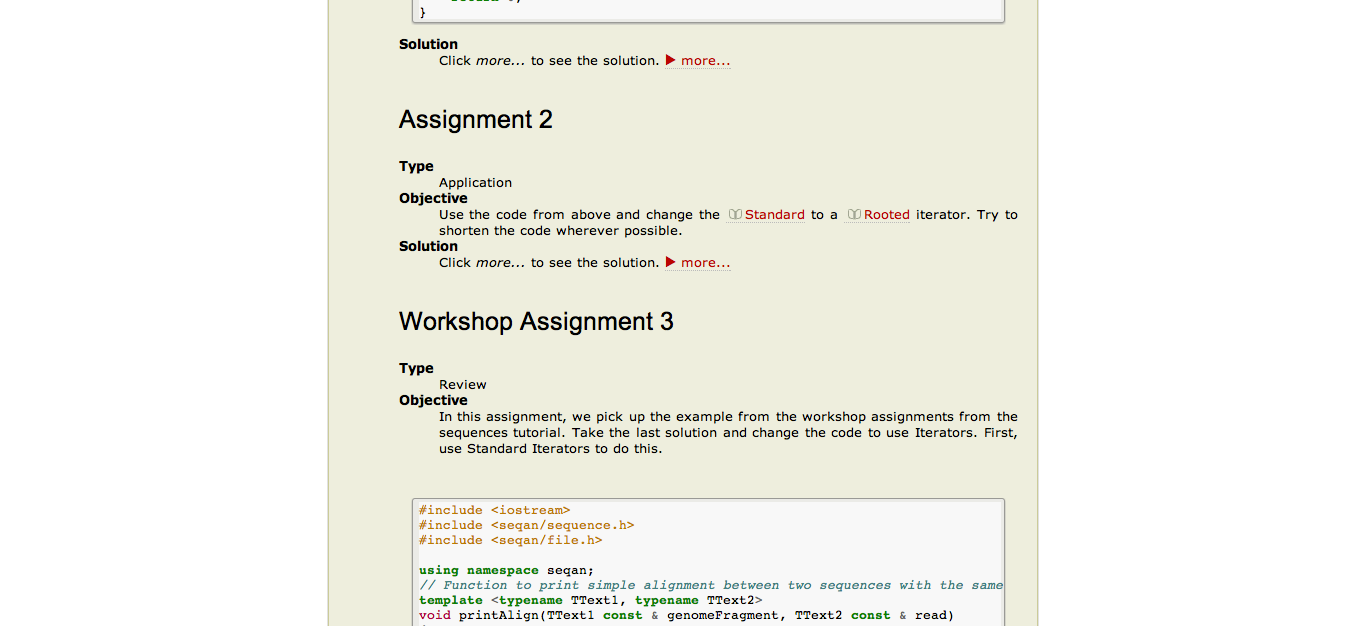 }
Solution
Click more... to see the solution. ▶ more...
Assignment 2
Type
Application
Objective
Use the code from above and change the Standard to a Rooted iterator. Try to
shorten the code wherever possible.
Solution
Click more... to see the solution. ▶ more...
Workshop Assignment 3
Type
Review
Objective
In this assignment, we pick up the example from the workshop assignments from the
sequences tutorial. Take the last solution and change the code to use Iterators. First,
use Standard Iterators to do this.
#include <iostream>
#include <seqan/sequence.h>
#include <seqan/file.h>
using namespace seqan;
// Function to print simple alignment between two sequences with the same
template <typename TText1, typename TText2>
void printAlign(TText1 const & genomeFragment, TText2 const & read)